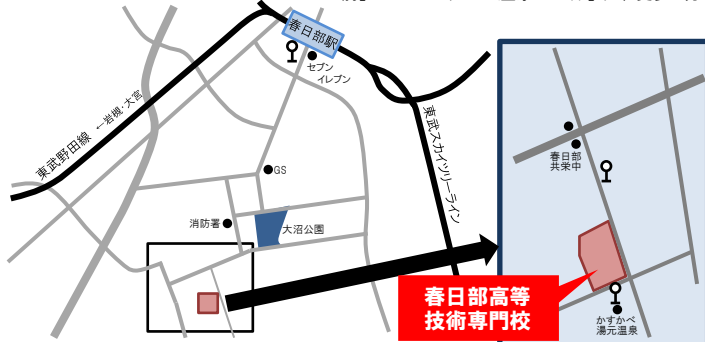 春日部駅
セブン
イレブン
東武野田線
←岩槻・大宮
東武スカイツリーライン
GS
消防署
大沼公園
春日部
共栄中
春日部高等
技術専門校
かすかべ
湯元温泉